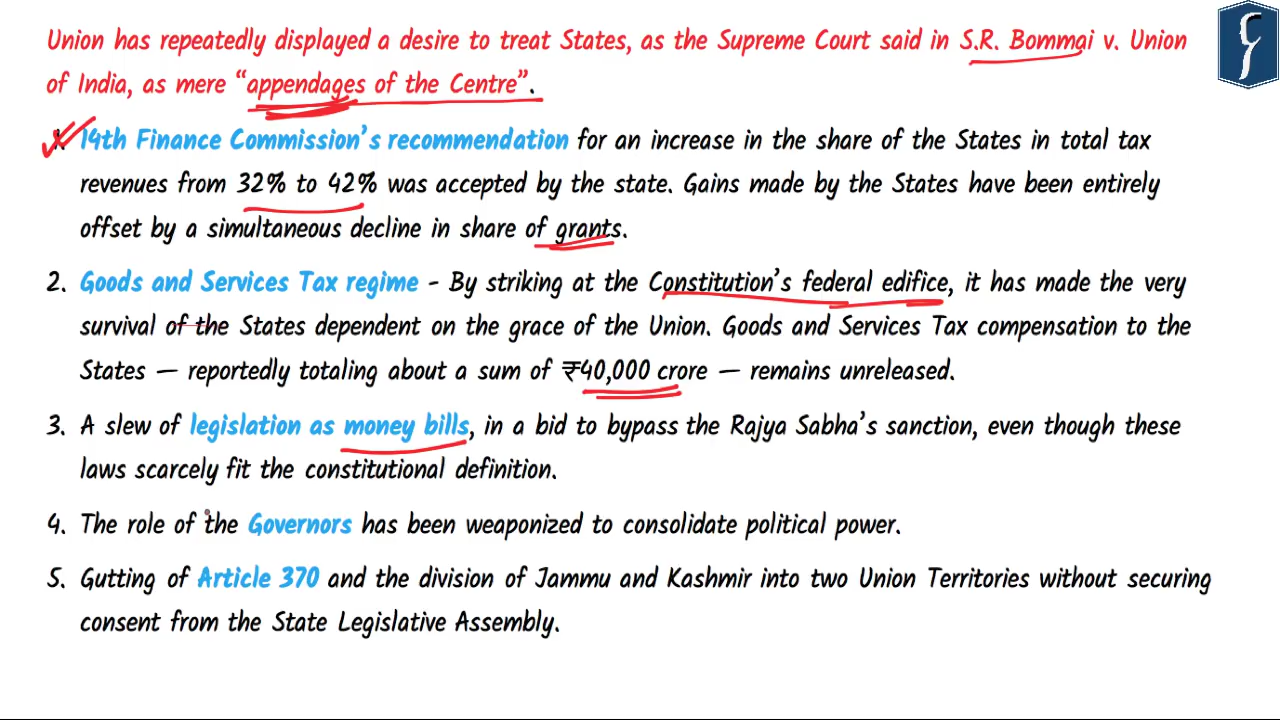 Union has repeatedly displayed a desire to treat States, as the Supreme Court said in S.R. Bommai v. Union
of India, as mere “appendages of the Centre”.
14th Finance Commission’s recommendation for an increase in the share of the States in total tax
revenues from 32% to 42% was accepted by the state. Gains made by the States have been entirely
offset by a simultaneous decline in share of grants.
2. Goods and Services Tax regime - By striking at the Constitution’s federal edifice, it has made the very
survival of the States dependent on the grace of the Union. Goods and Services Tax compensation to the
States — reportedly totaling about a sum of ₹40,000 crore — remains unreleased.
3. A slew of legislation as money bills, in a bid to bypass the Rajya Sabha’s sanction, even though these
laws scarcely fit the constitutional definition.
4. The role of the Governors has been weaponized to consolidate political power.
5. Gutting of Article 370 and the division of Jammu and Kashmir into two Union Territories without securing
consent from the State Legislative Assembly.